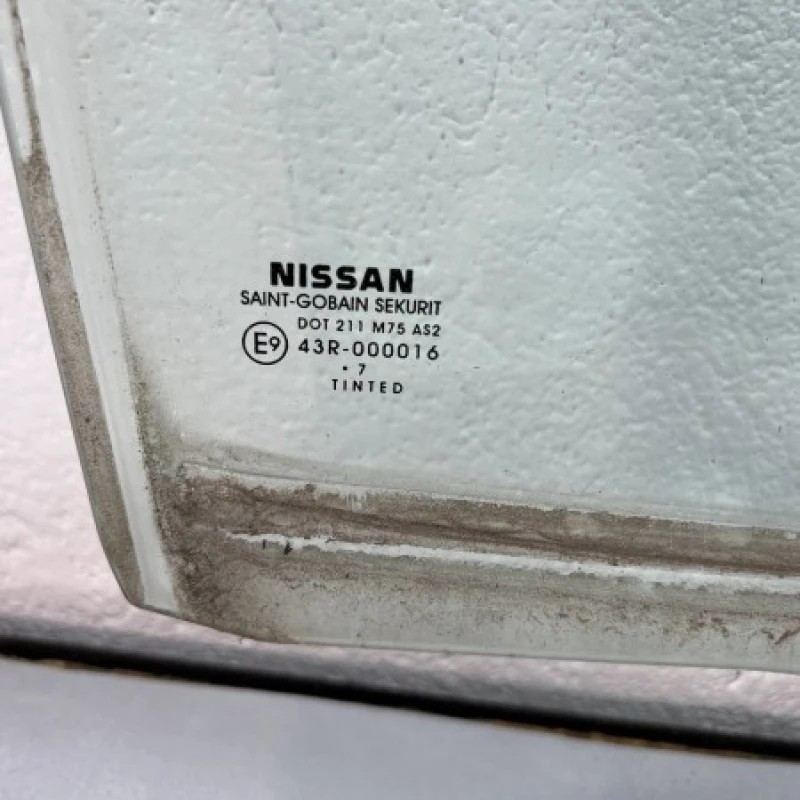 NISSAN
SAINT-GOBAIN SEKURIT
DOT 211 M75 AS2
E9 43R-000016
• 7
TINTED